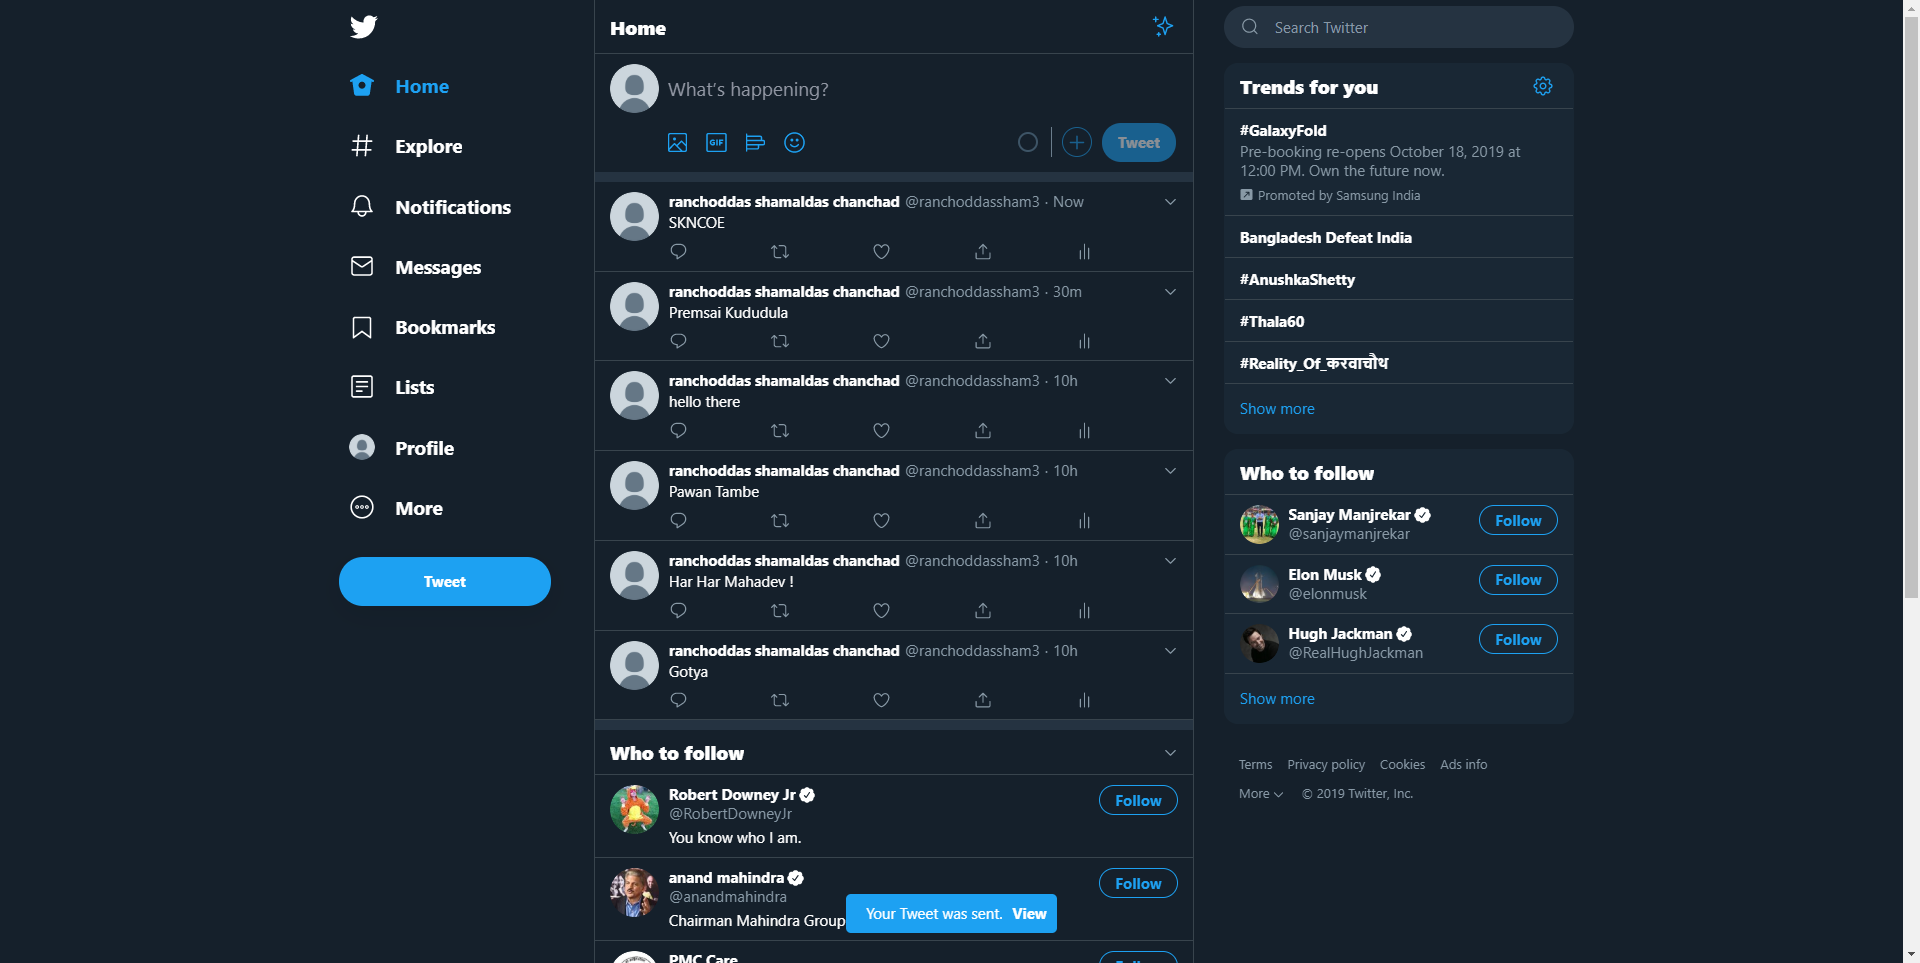 Home
Explore
Notifications
Messages
Bookmarks
Lists
Profile
More
Tweet
Home
What's happening?
GIF
Tweet
ranchoddas shamaldas chanchad @ranchoddassham3 · Now
SKNCOE
ranchoddas shamaldas chanchad @ranchoddassham3 · 30m
Premsai Kududula
ranchoddas shamaldas chanchad @ranchoddassham3 · 10h
hello there
ranchoddas shamaldas chanchad @ranchoddassham3 · 10h
Pawan Tambe
ranchoddas shamaldas chanchad @ranchoddassham3 · 10h
Har Har Mahadev !
ranchoddas shamaldas chanchad @ranchoddassham3 · 10h
Gotya
Who to follow
Robert Downey Jr
@RobertDowneyJr
Follow
You know who I am.
anand mahindra
@anandmahindra
Follow
Chairman Mahindra Group
Your Tweet was sent. View
PMC Care
Follow
Search Twitter
Trends for you
#GalaxyFold
Pre-booking re-opens October 18, 2019 at
12:00 PM. Own the future now.
Promoted by Samsung India
Bangladesh Defeat India
#AnushkaShetty
#Thala60
#Reality_Of_करवाचौथ
Show more
Who to follow
Sanjay Manjrekar
@sanjaymanjrekar
Follow
Elon Musk
@elonmusk
Follow
Hugh Jackman
@RealHughJackman
Follow
Show more
Terms Privacy policy Cookies Ads info
More © 2019 Twitter, Inc.